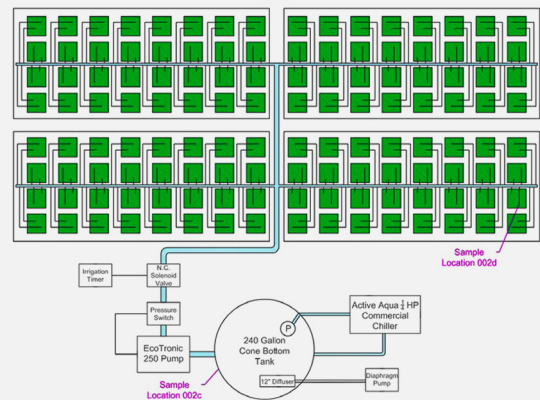 Sample
Location 002d
Irrigation
Timer
N.C.
Solenoid
Valve
Pressure
Switch
EcoTronic
250 Pump
240 Gallon
Cone Bottom
Tank
P
Active Aqua ¼ HP
Commercial
Chiller
12" Diffuser
Diaphragm
Pump
Sample
Location 002c